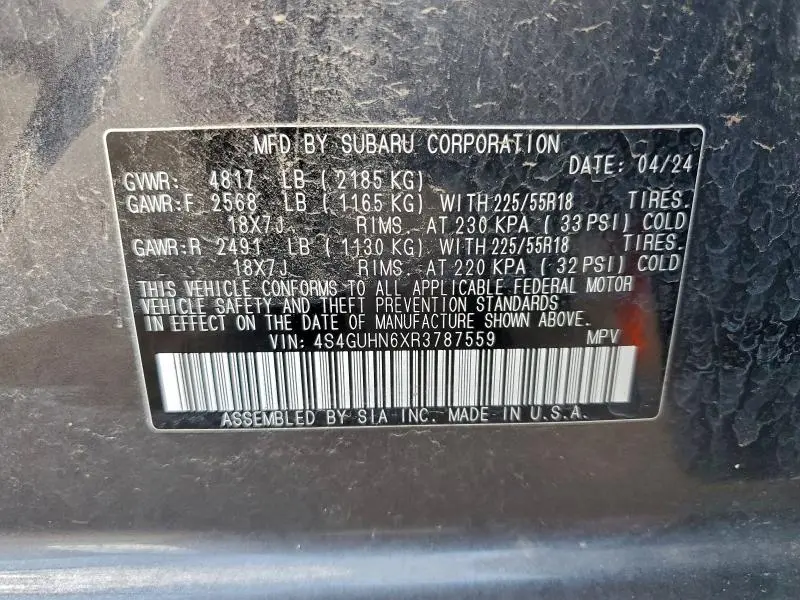 MFD BY SUBARU CORPORATION
DATE: 04/24
GVWR: 4817 LB ( 2185 KG)
GAWR:F 2568 LB ( 1165 KG) WITH 225/55R18 TIRES.
18X7J RIMS. AT 230 KPA ( 33 PSI) COLD
GAWR:R 2491 LB ( 1130 KG) WITH 225/55R18 TIRES.
18X7J RIMS. AT 220 KPA ( 32 PSI) COLD
THIS VEHICLE CONFORMS TO ALL APPLICABLE FEDERAL MOTOR
VEHICLE SAFETY AND THEFT PREVENTION STANDARDS
IN EFFECT ON THE DATE OF MANUFACTURE SHOWN ABOVE.
VIN: 4S4GUHN6XR3787559 MPV
ASSEMBLED BY SIA INC. MADE IN U.S.A.